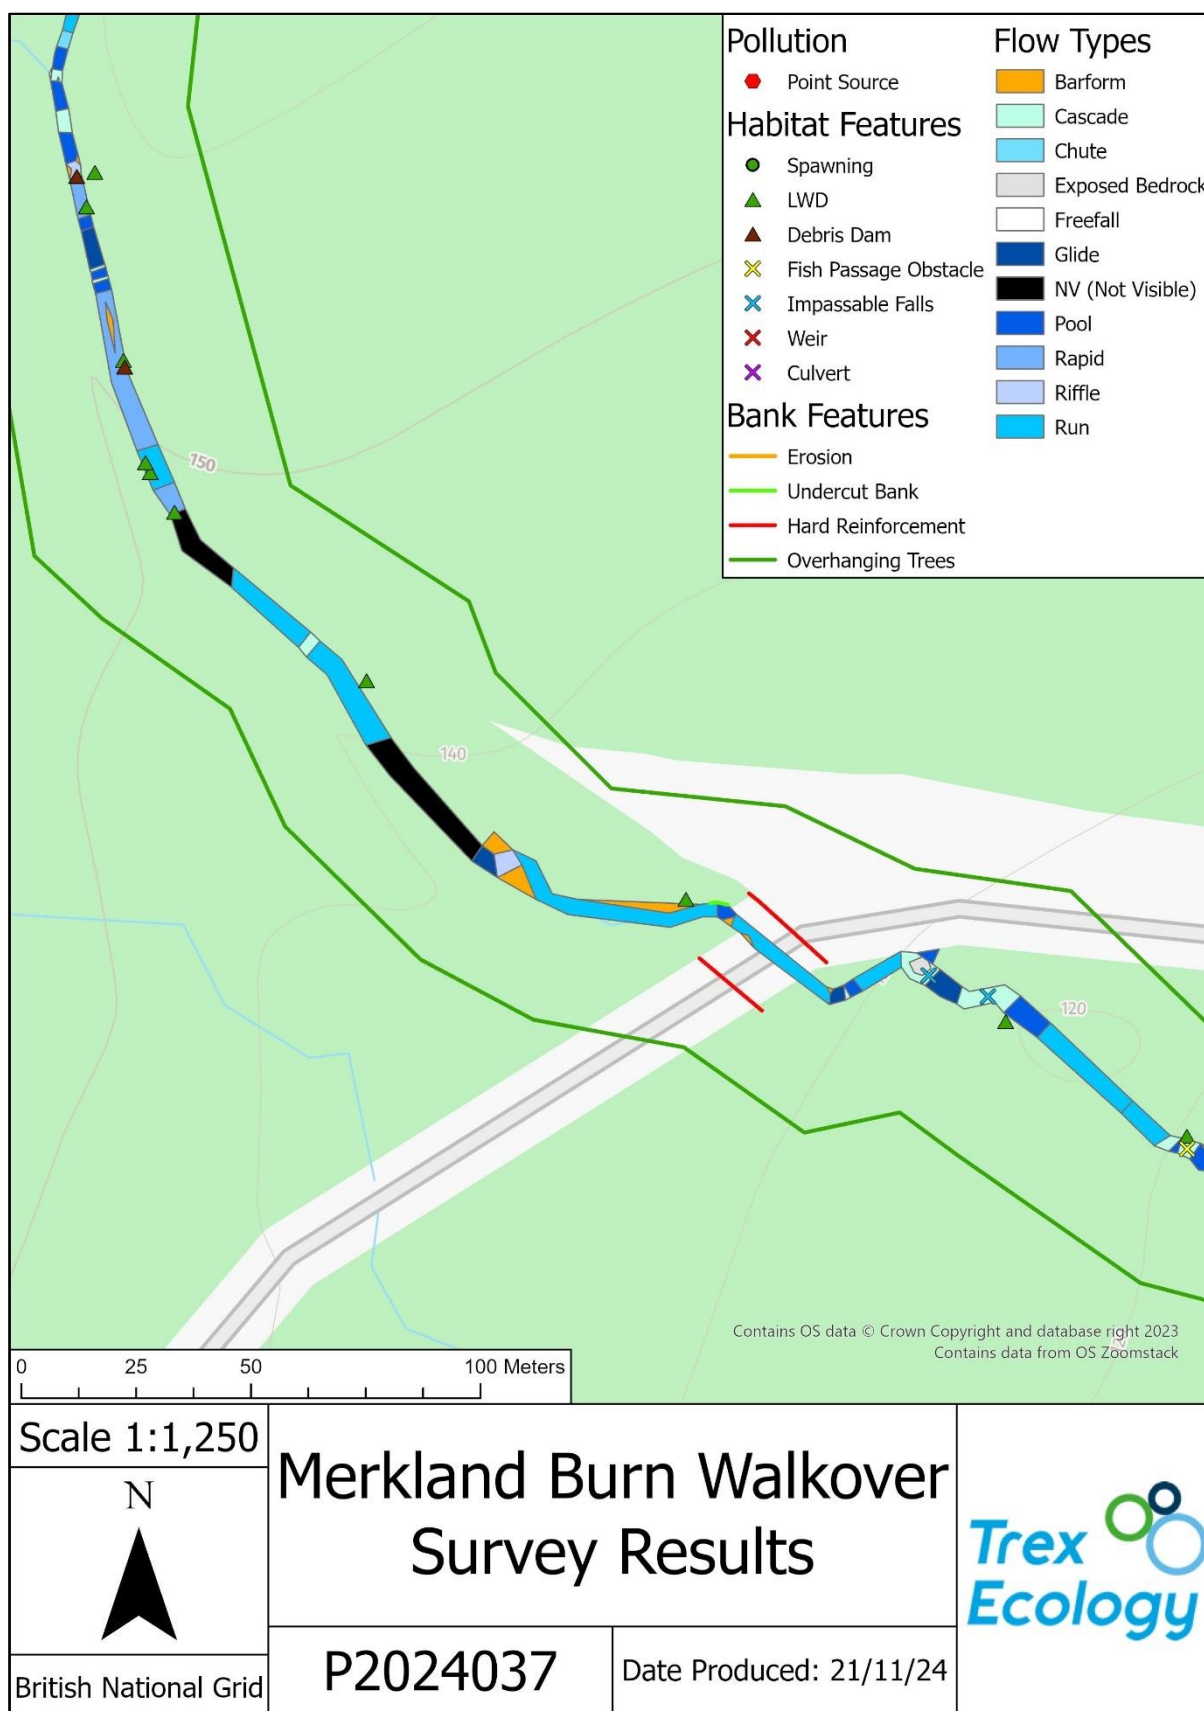 Pollution
Point Source
Habitat Features
Spawning
LWD
Debris Dam
Fish Passage Obstacle
Impassable Falls
Weir
Culvert
Bank Features
Erosion
Undercut Bank
Hard Reinforcement
Overhanging Trees
Flow Types
Barform
Cascade
Chute
Exposed Bedrock
Freefall
Glide
NV (Not Visible)
Pool
Rapid
Riffle
Run
150
140
120
Contains OS data © Crown Copyright and database right 2023
Contains data from OS Zoomstack
0 25 50 100 Meters
Scale 1:1,250
N
British National Grid
Merkland Burn Walkover
Survey Results
P2024037
Date Produced: 21/11/24
Trex
Ecology